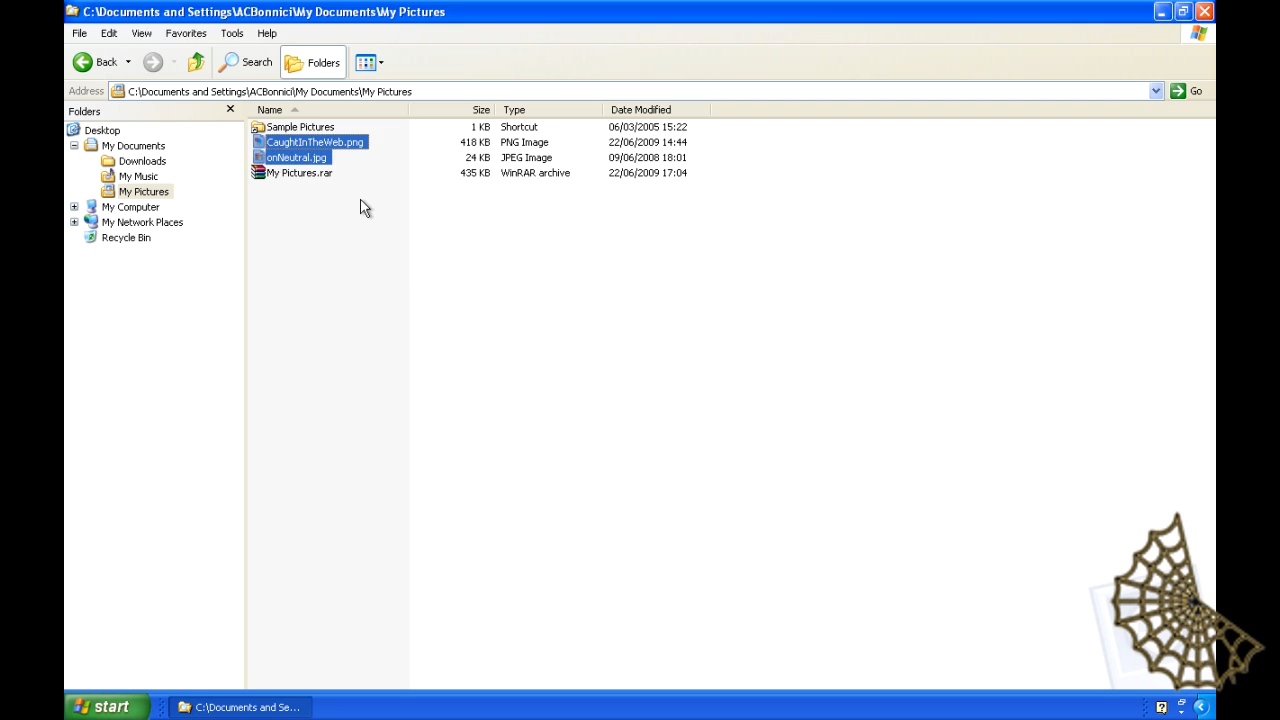 C:\Documents and Settings\ACBonnici\My Documents\My Pictures
File Edit View Favorites Tools Help
Back Search Folders
Address C:\Documents and Settings\ACBonnici\My Documents\My Pictures Go
Folders
Desktop
My Documents
Downloads
My Music
My Pictures
My Computer
My Network Places
Recycle Bin
Name Size Type Date Modified
Sample Pictures 1 KB Shortcut 06/03/2005 15:22
CaughtInTheWeb.png 418 KB PNG Image 22/06/2009 14:44
onNeutral.jpg 24 KB JPEG Image 09/06/2008 18:01
My Pictures.rar 435 KB WinRAR archive 22/06/2009 17:04
start C:\Documents and Se...